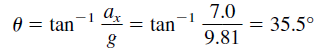 θ = tan⁻¹ aₓ/g = tan⁻¹ 7.0/9.81 = 35.5°